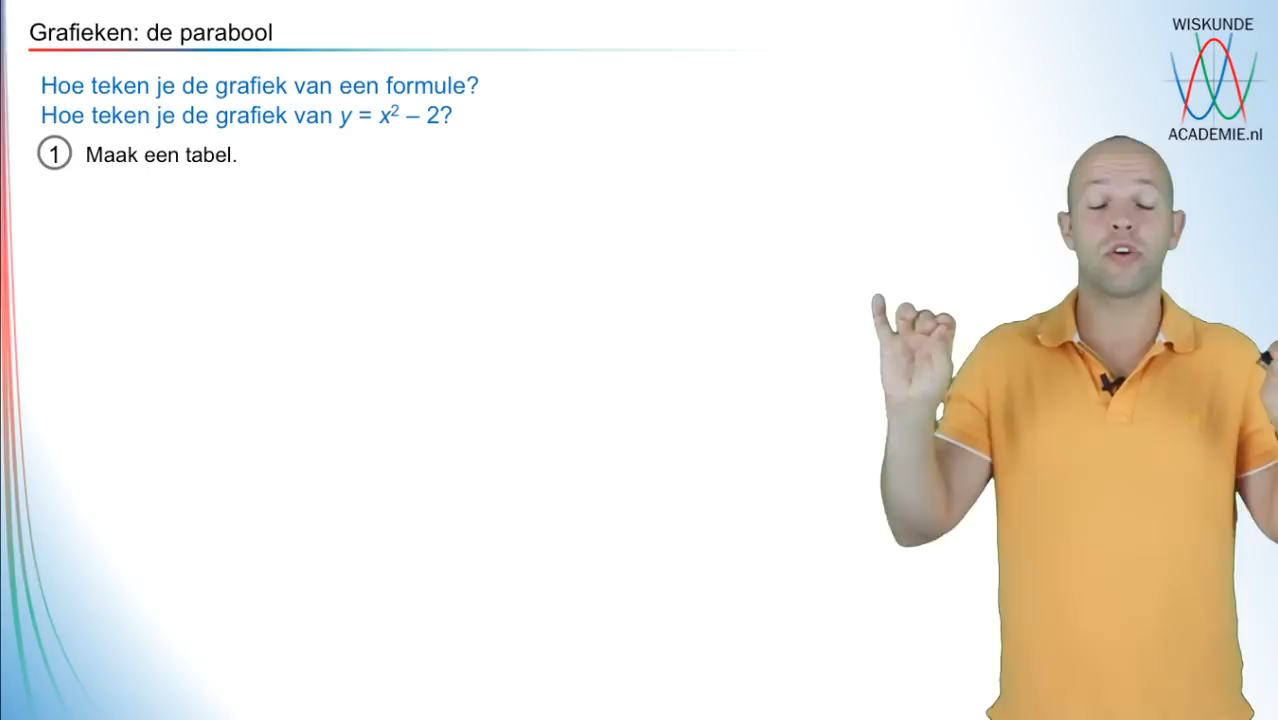 Grafieken: de parabool
WISKUNDE
ACADEMIE.nl
Hoe teken je de grafiek van een formule?
Hoe teken je de grafiek van y = x² – 2?
1 Maak een tabel.